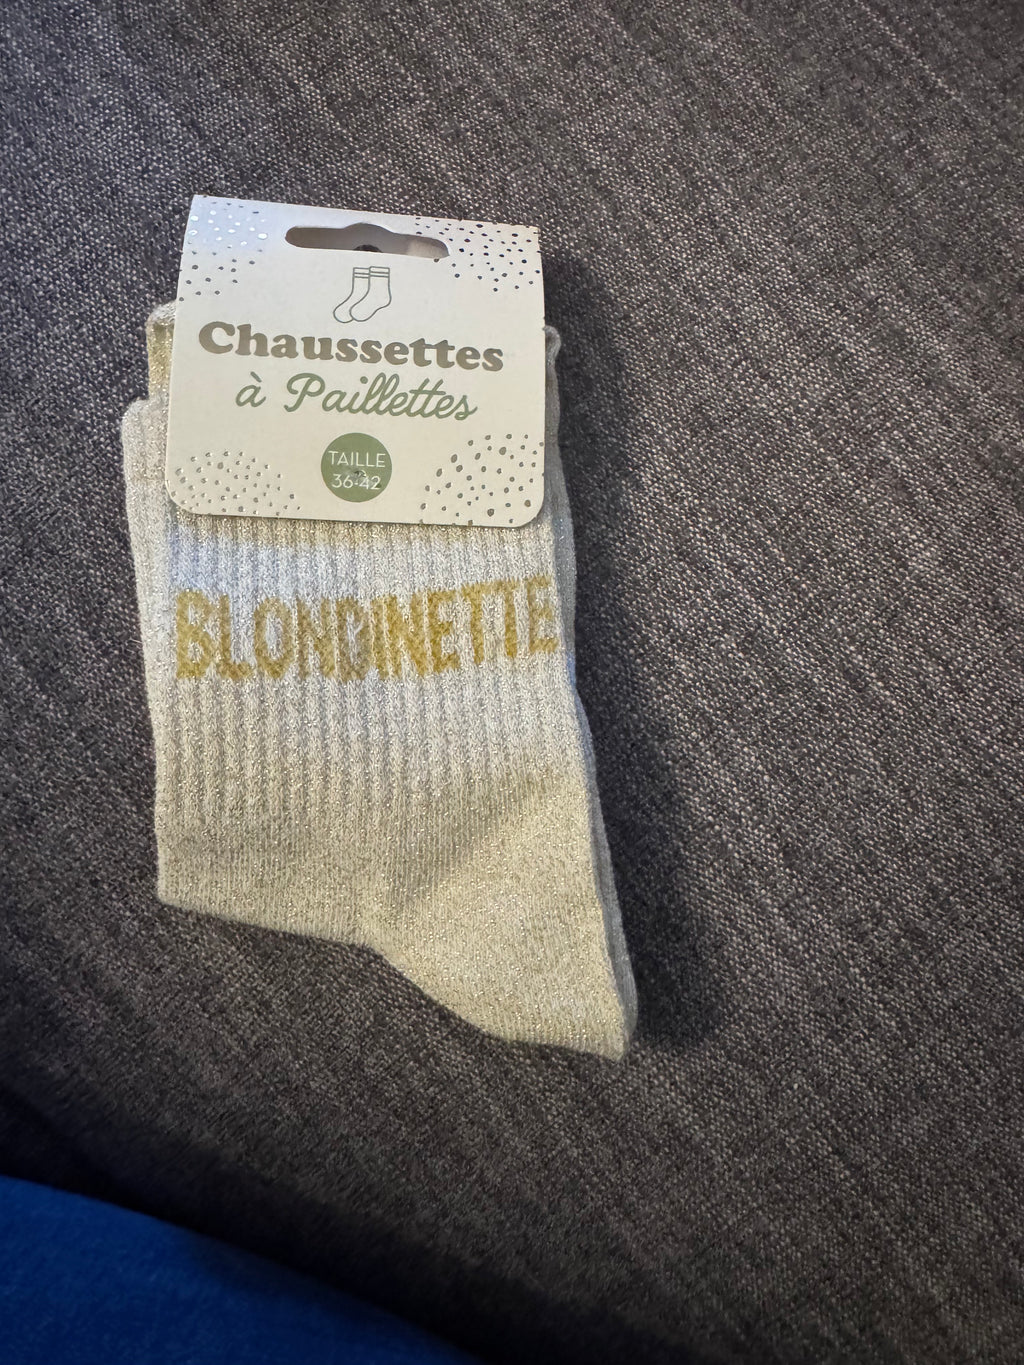 Chaussettes
à Paillettes
TAILLE
36-42
BLONDINETTE